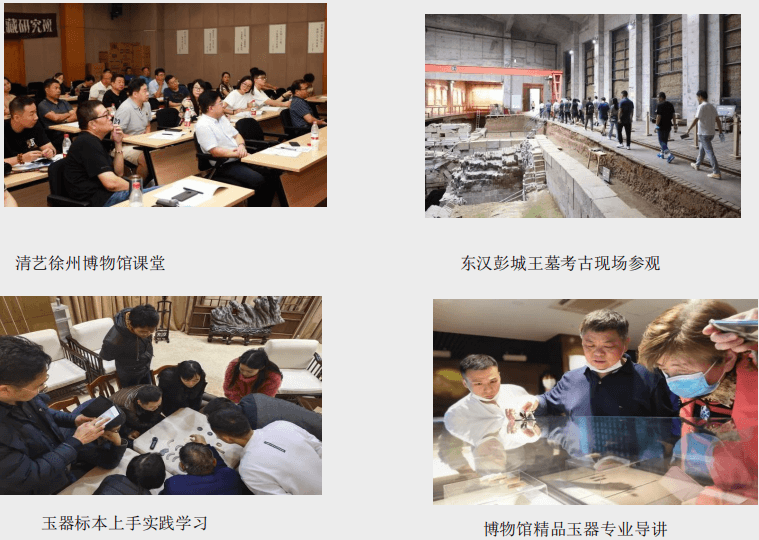 藏研究班
清艺徐州博物馆课堂
东汉彭城王墓考古现场参观
玉器标本上手实践学习
博物馆精品玉器专业导讲